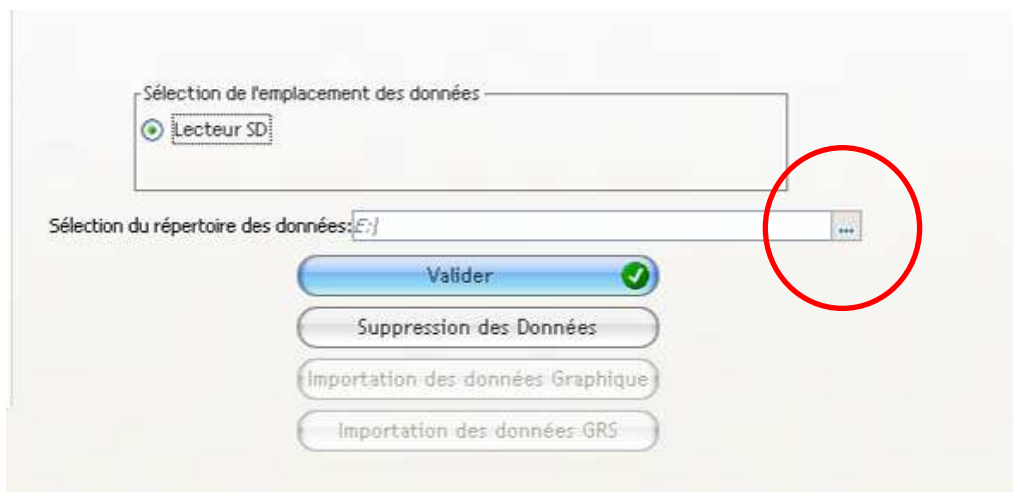 Sélection de l'emplacement des données
Lecteur SD
Sélection du répertoire des données: E:\
...
Valider
Suppression des Données
Importation des données Graphique
Importation des données GRS